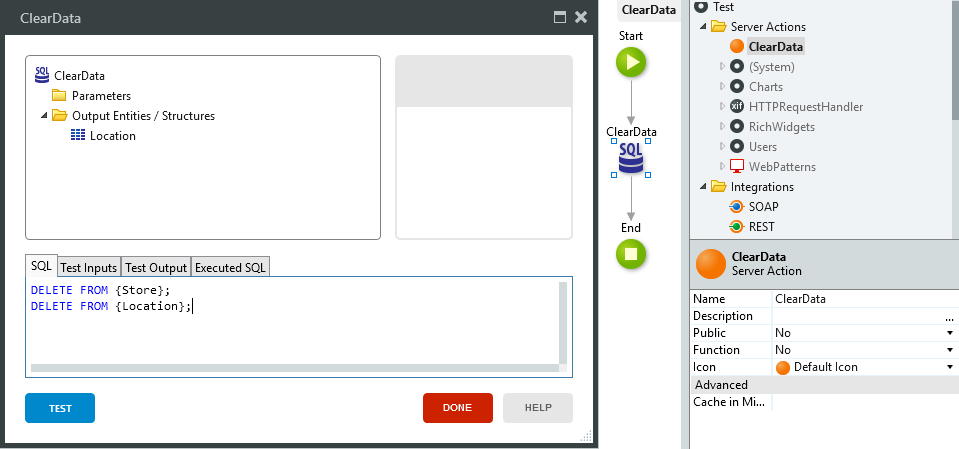 ClearData
SQL ClearData
Parameters
Output Entities / Structures
Location
SQL Test Inputs Test Output Executed SQL
DELETE FROM {Store};
DELETE FROM {Location};
TEST
DONE
HELP
ClearData
Start
ClearData
SQL
End
Test
Server Actions
ClearData
(System)
Charts
xif HTTPRequestHandler
RichWidgets
Users
WebPatterns
Integrations
SOAP
REST
ClearData
Server Action
Name ClearData
Description ...
Public No
Function No
Icon Default Icon
Advanced
Cache in Mi...